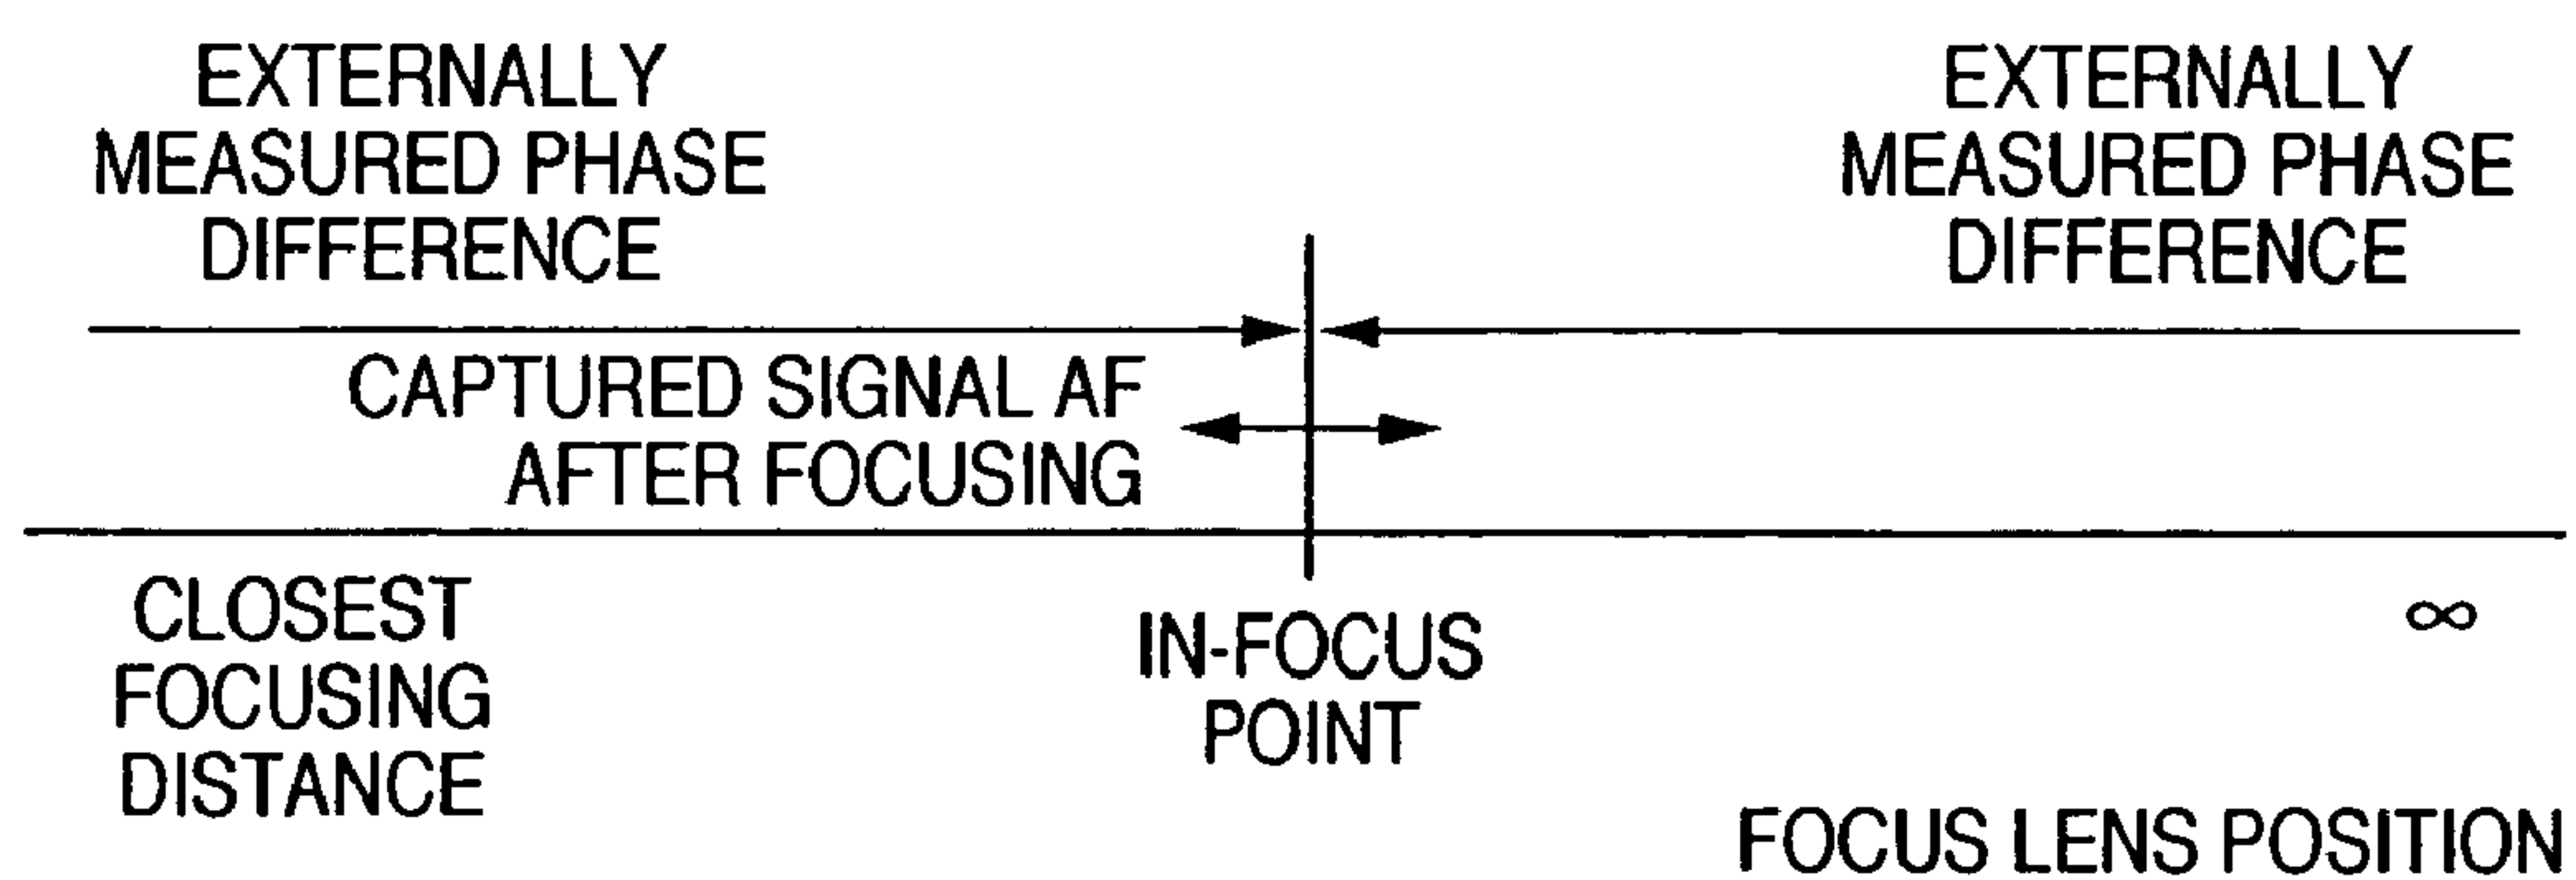 EXTERNALLY
MEASURED PHASE
DIFFERENCE
EXTERNALLY
MEASURED PHASE
DIFFERENCE
CAPTURED SIGNAL AF
AFTER FOCUSING
CLOSEST
FOCUSING
DISTANCE
IN-FOCUS
POINT
∞
FOCUS LENS POSITION